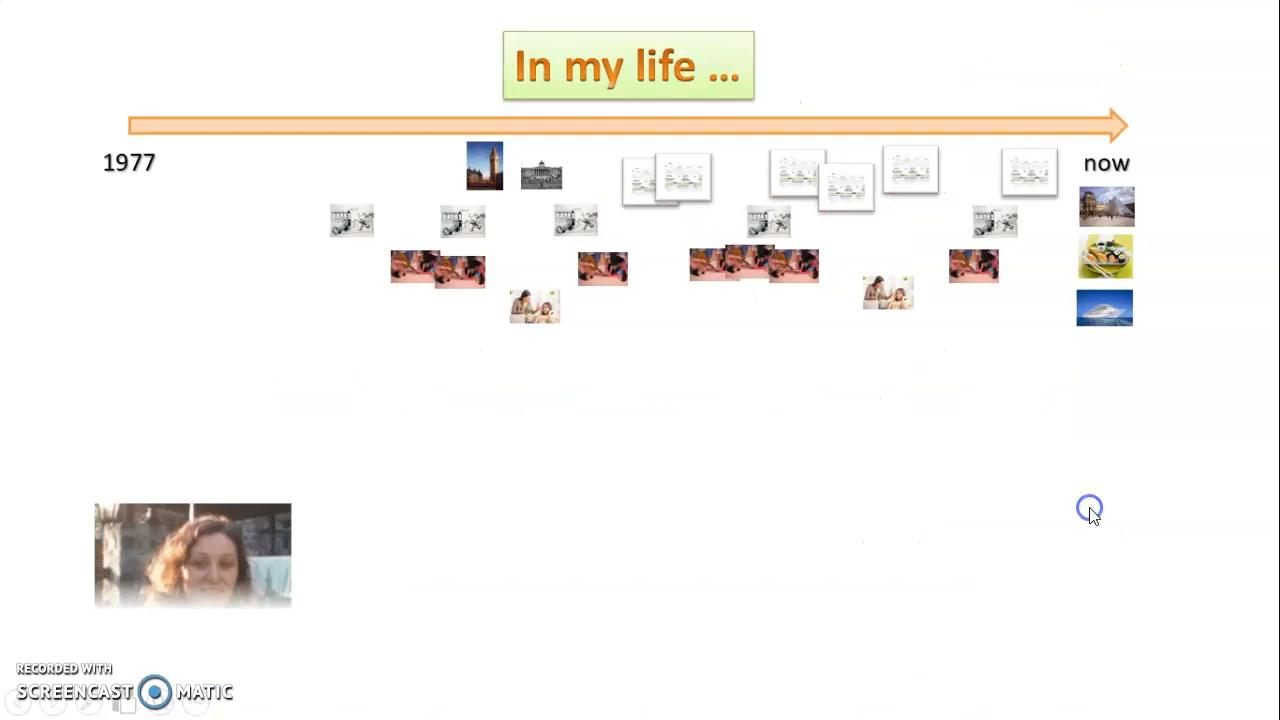 In my life ...
1977
now
RECORDED WITH
SCREENCAST MATIC